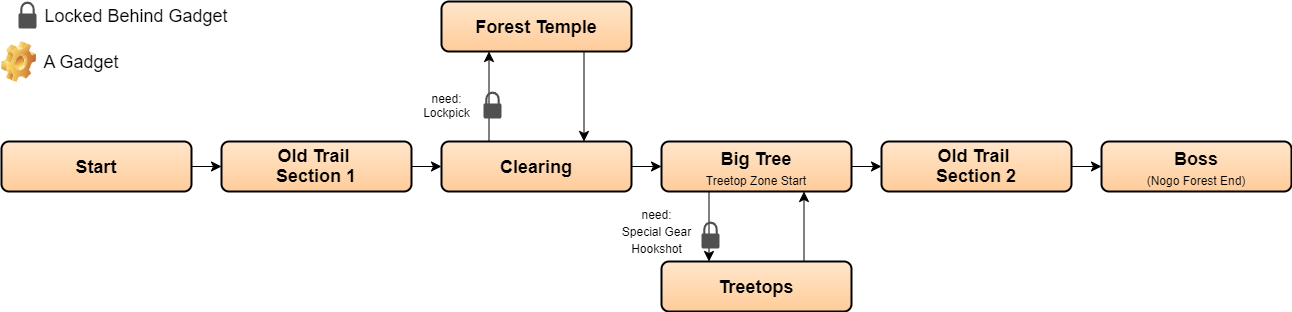 Locked Behind Gadget
A Gadget
Forest Temple
need:
Lockpick
Start
Old Trail
Section 1
Clearing
Big Tree
Treetop Zone Start
Old Trail
Section 2
Boss
(Nogo Forest End)
need:
Special Gear
Hookshot
Treetops